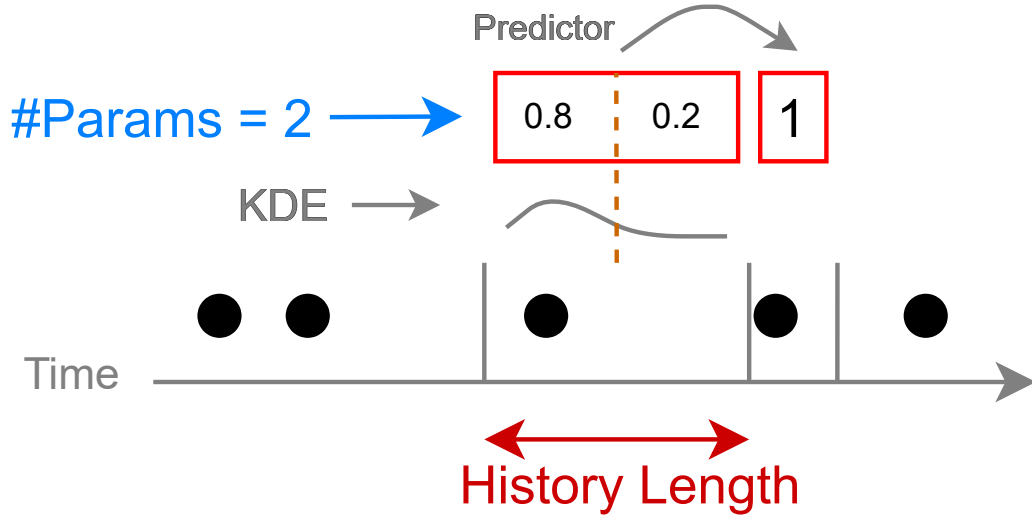 Predictor
#Params = 2
0.8
0.2
1
KDE
Time
History Length